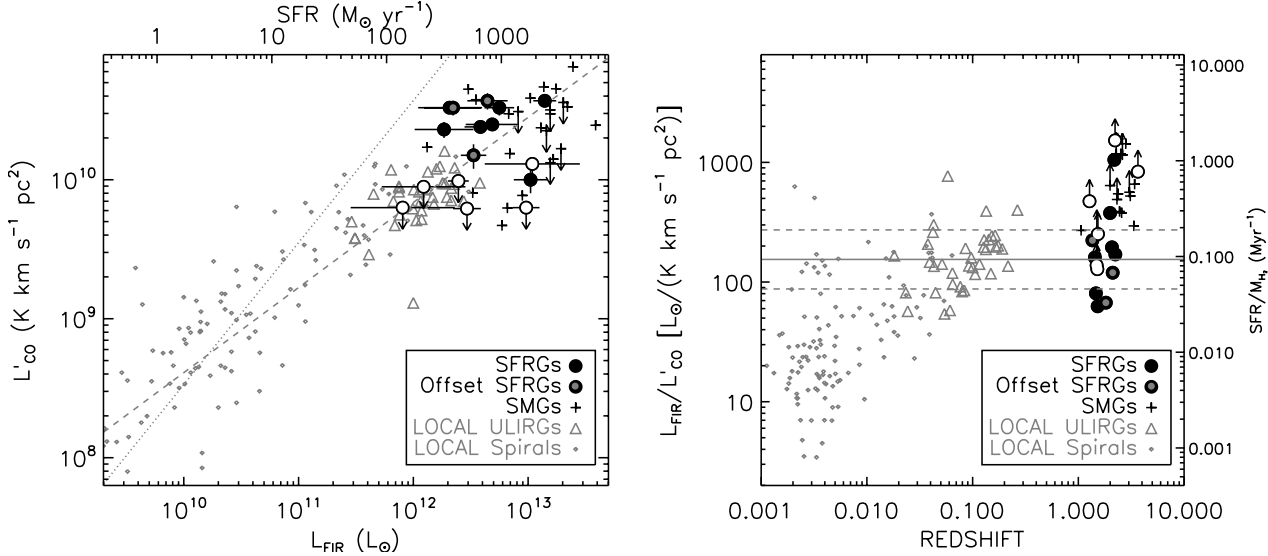 SFR (M☉ yr⁻¹)
1 10 100 1000
L'CO (K km s⁻¹ pc²)
10¹⁰
10⁹
10⁸
SFRGs
Offset SFRGs
SMGs
LOCAL ULIRGs
LOCAL Spirals
10¹⁰ 10¹¹ 10¹² 10¹³
LFIR (L☉)
LFIR/L'CO [L☉/(K km s⁻¹ pc²)]
1000
100
10
SFRGs
Offset SFRGs
SMGs
LOCAL ULIRGs
LOCAL Spirals
0.001 0.010 0.100 1.000 10.000
REDSHIFT
10.000
1.000
0.100
0.010
0.001
SFR/MH₂ (Myr⁻¹)